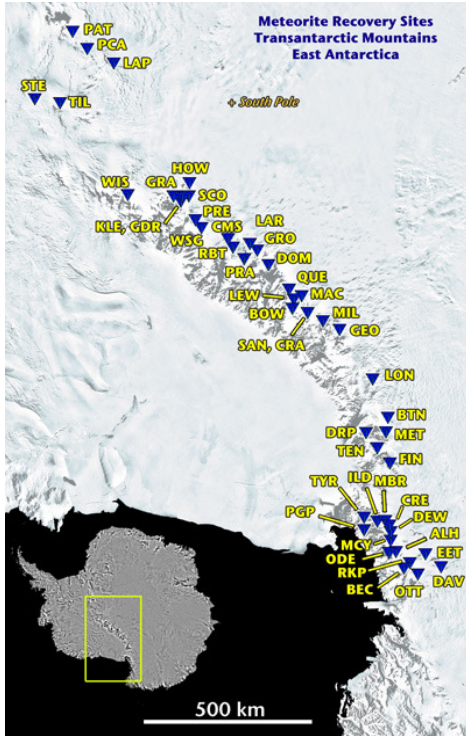 Meteorite Recovery Sites
Transantarctic Mountains
East Antarctica
PAT
PCA
LAP
STE
TIL
+ South Pole
HOW
WIS
GRA
SCO
KLE, GDR
PRE
CMS
LAR
WSG
GRO
RBT
DOM
PRA
QUE
LEW
MAC
BOW
MIL
SAN, CRA
GEO
LON
BTN
DRP
MET
TEN
FIN
ILD
MBR
TYR
CRE
PGP
DEW
MCY
ALH
ODE
EET
RKP
DAV
BEC
OTT
500 km